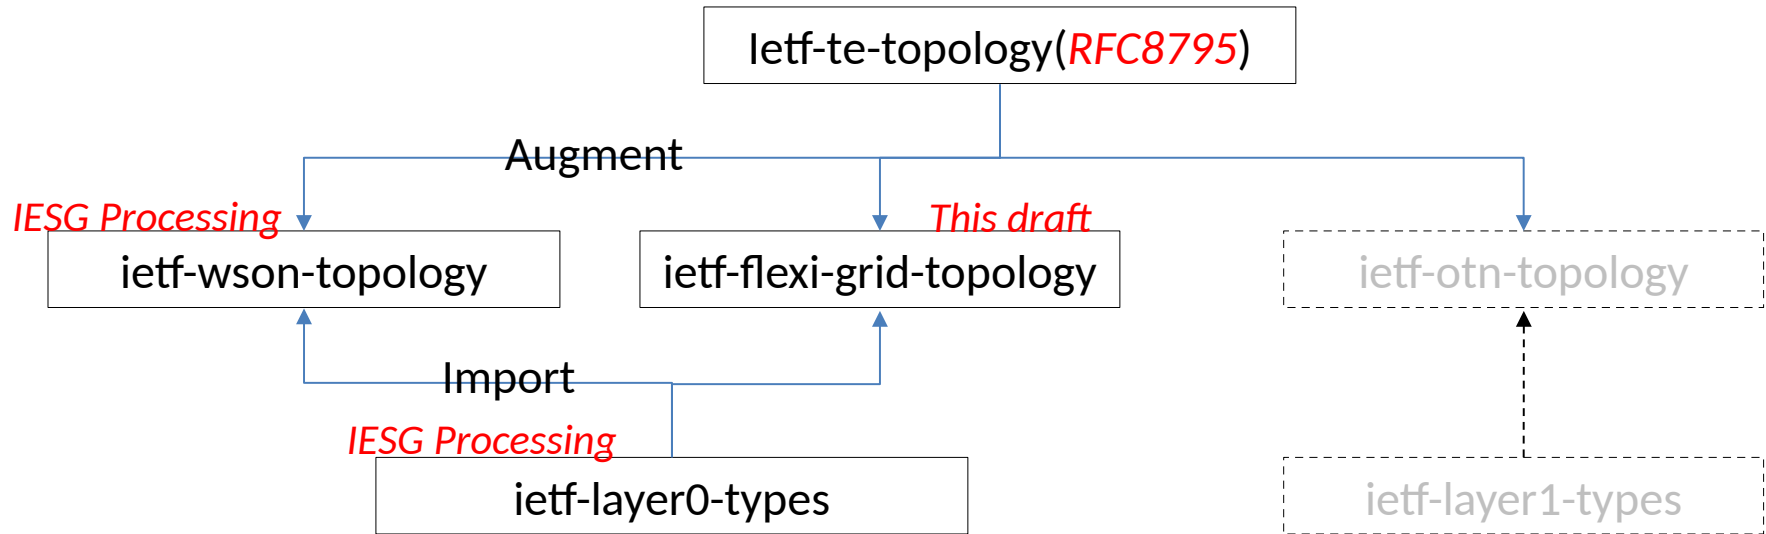 Ietf-te-topology(RFC8795)
Augment
IESG Processing
This draft
ietf-wson-topology
ietf-flexi-grid-topology
ietf-otn-topology
Import
IESG Processing
ietf-layer0-types
ietf-layer1-types